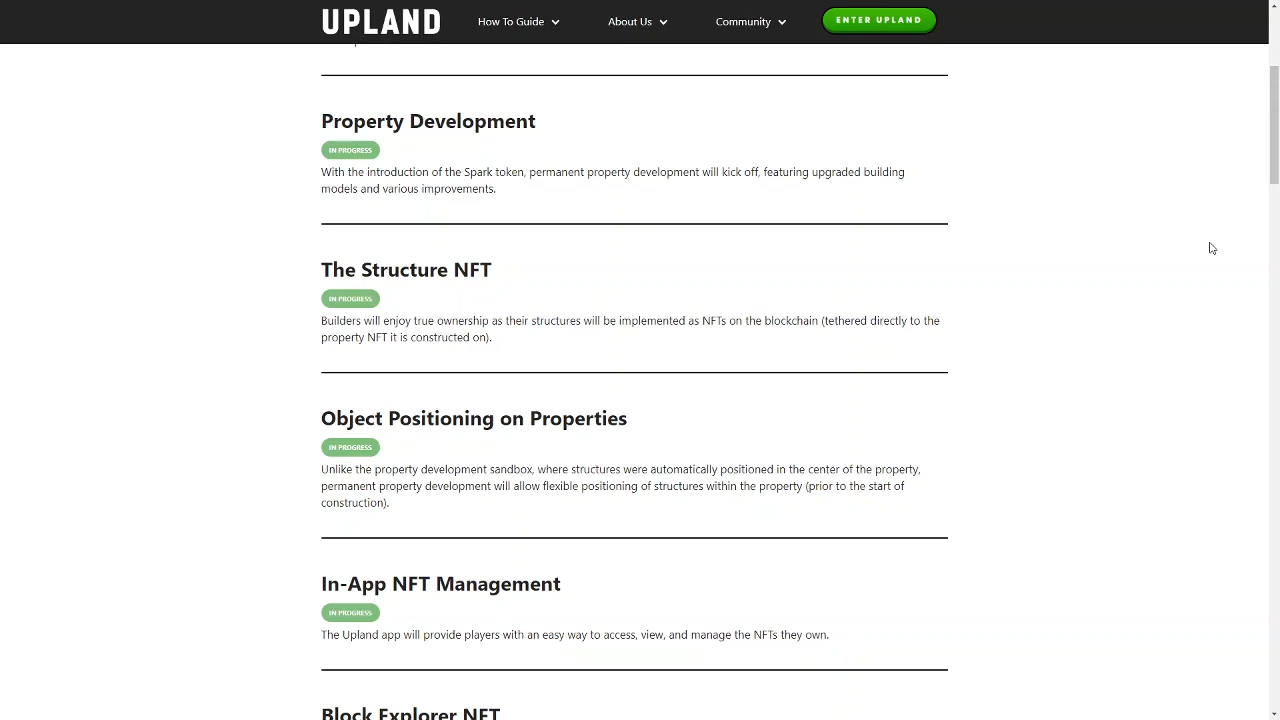 UPLAND
How To Guide
About Us
Community
ENTER UPLAND
Property Development
IN PROGRESS
With the introduction of the Spark token, permanent property development will kick off, featuring upgraded building
models and various improvements.
The Structure NFT
IN PROGRESS
Builders will enjoy true ownership as their structures will be implemented as NFTs on the blockchain (tethered directly to the
property NFT it is constructed on).
Object Positioning on Properties
IN PROGRESS
Unlike the property development sandbox, where structures were automatically positioned in the center of the property,
permanent property development will allow flexible positioning of structures within the property (prior to the start of
construction).
In-App NFT Management
IN PROGRESS
The Upland app will provide players with an easy way to access, view, and manage the NFTs they own.
Block Explorer NFT